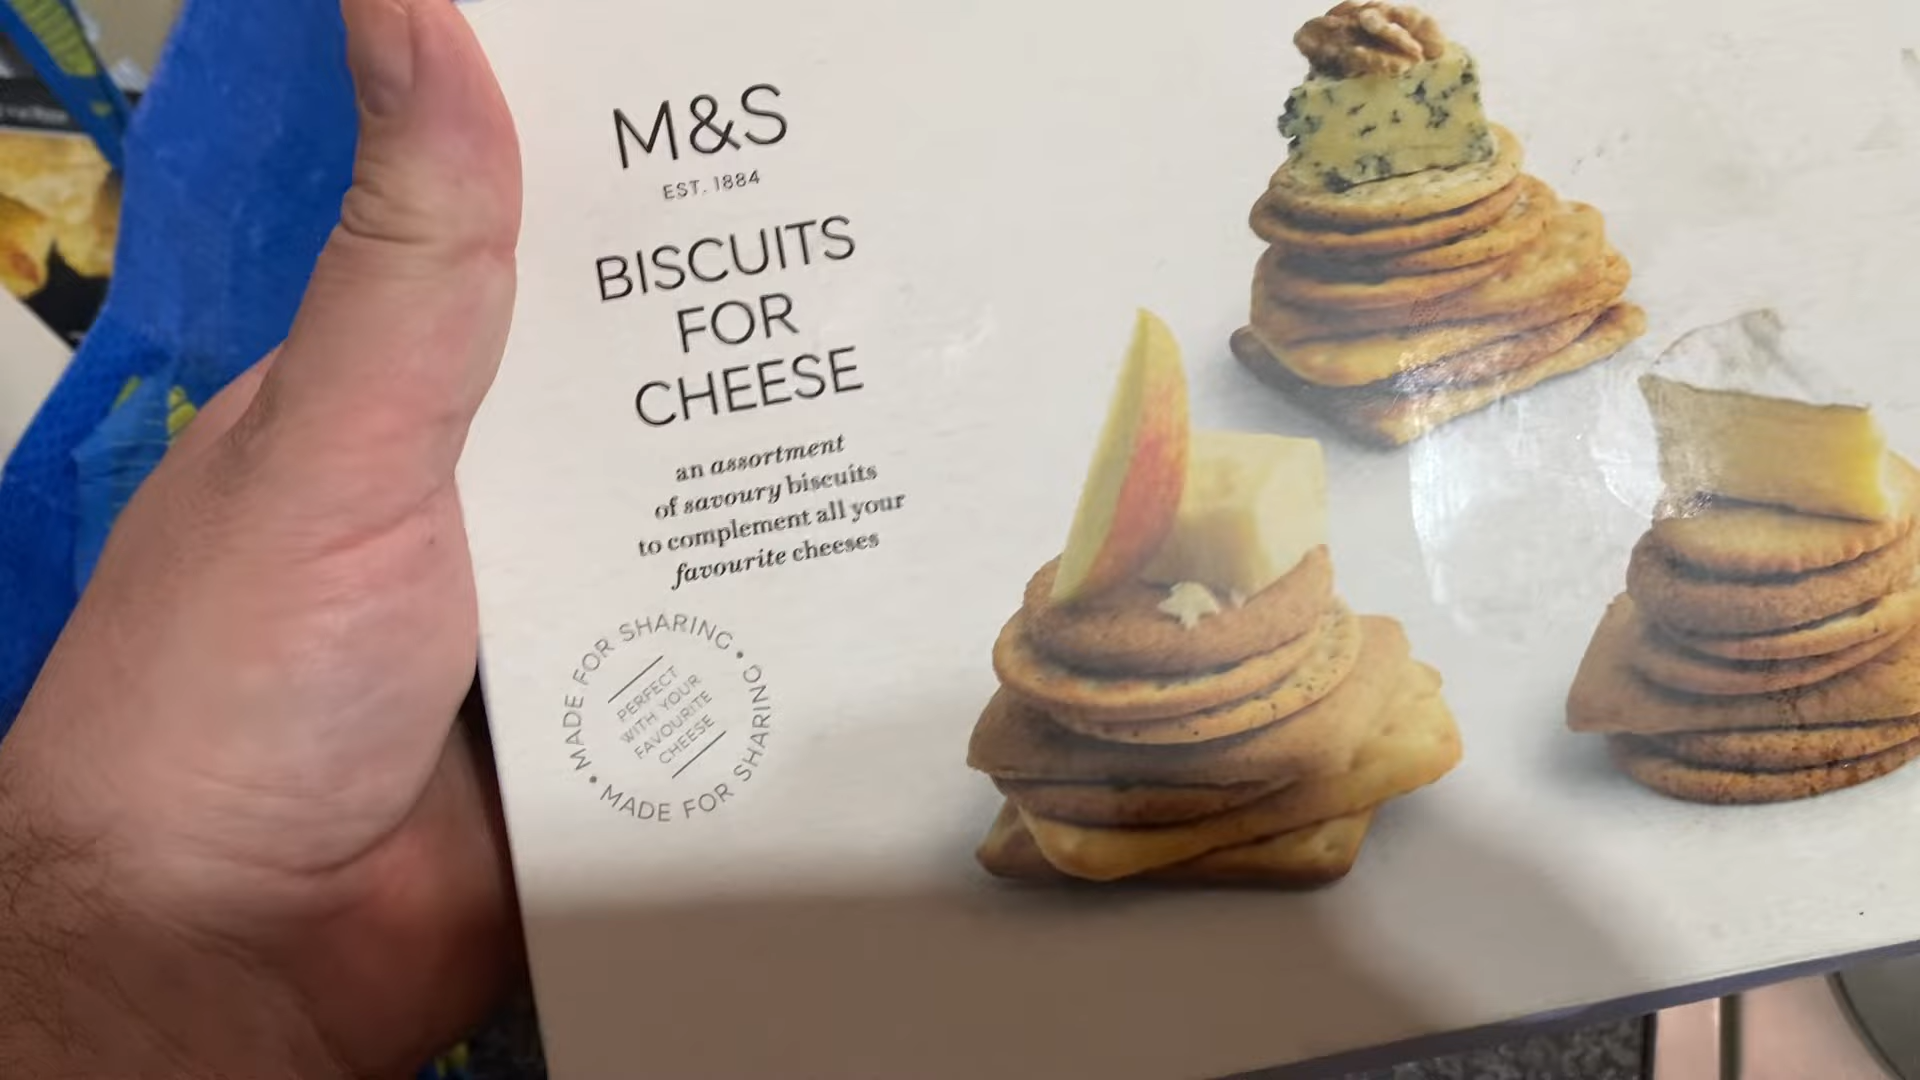 M&S
EST. 1884
BISCUITS
FOR
CHEESE
an assortment
of savoury biscuits
to complement all your
favourite cheeses
MADE FOR SHARING • MADE FOR SHARING •
PERFECT
WITH YOUR
FAVOURITE
CHEESE